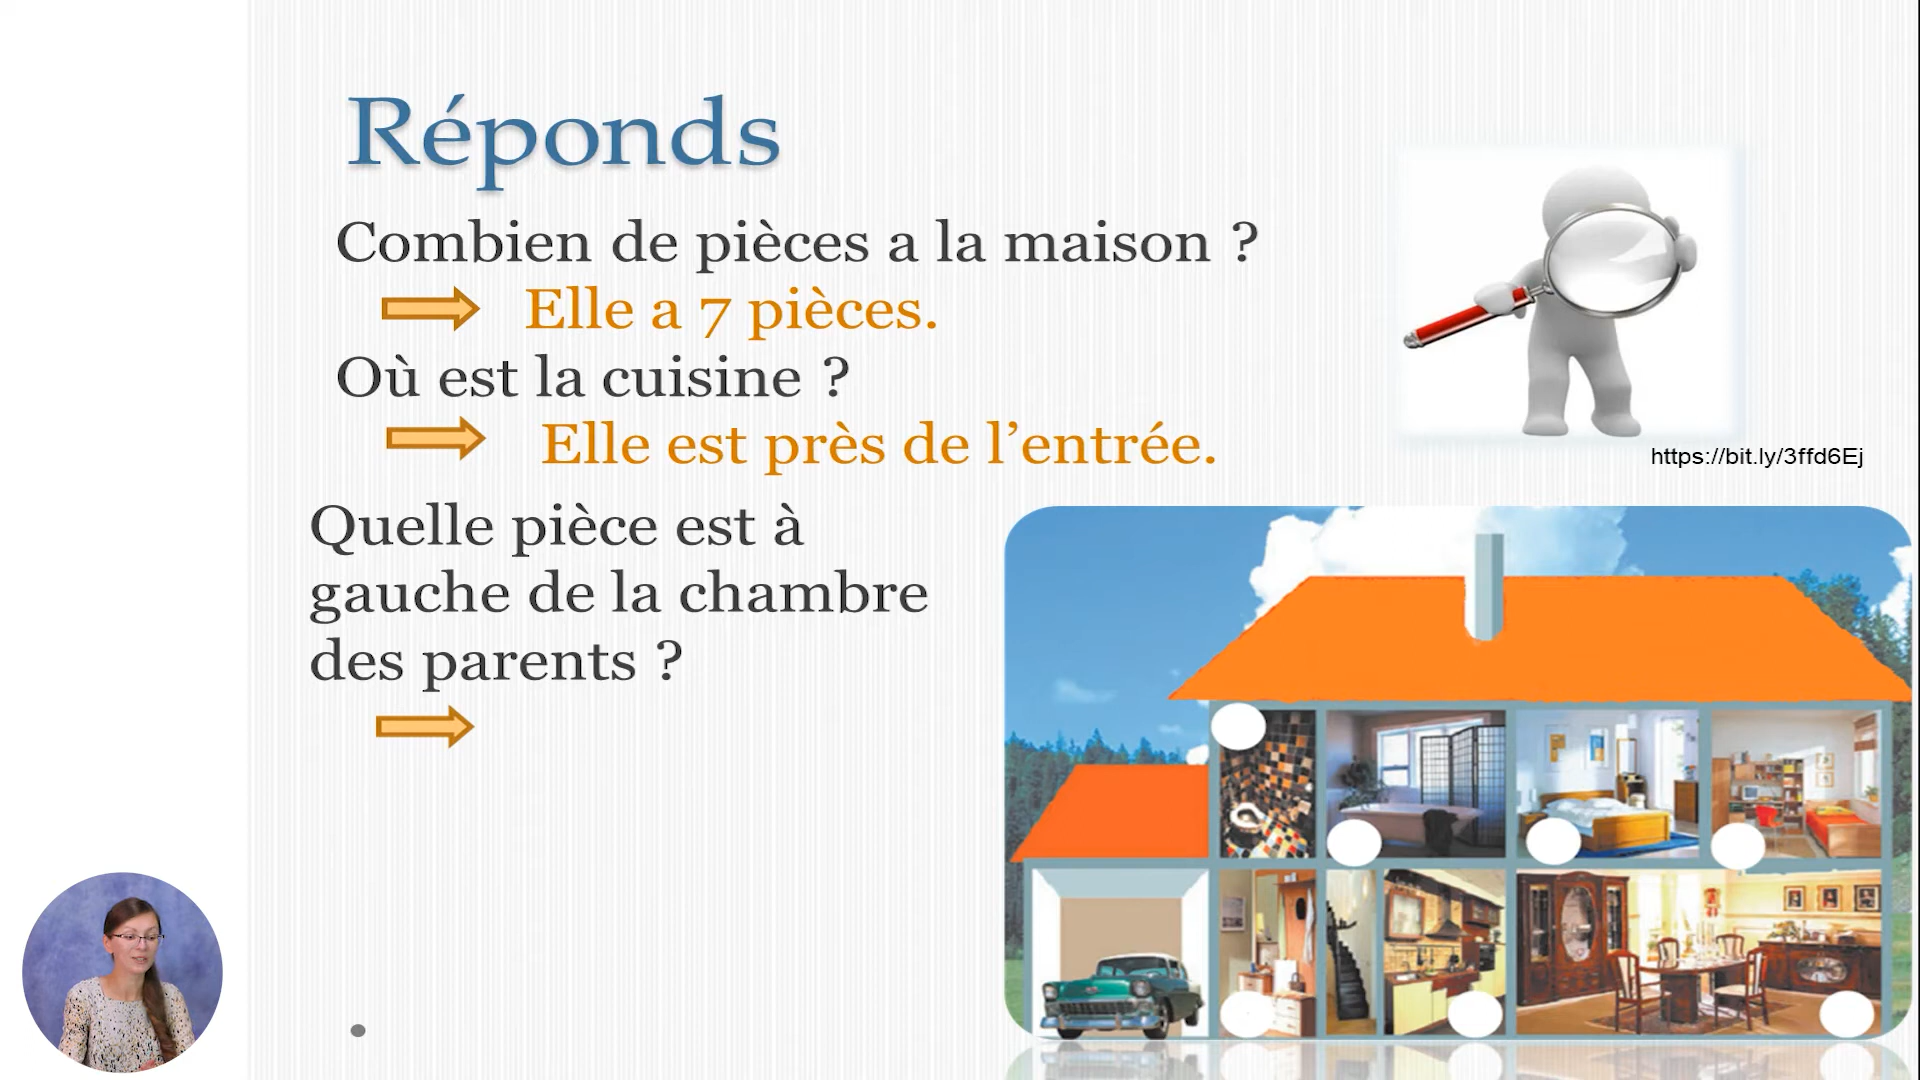 Réponds
Combien de pièces a la maison ?
Elle a 7 pièces.
Où est la cuisine ?
Elle est près de l’entrée.
https://bit.ly/3ffd6Ej
Quelle pièce est à
gauche de la chambre
des parents ?